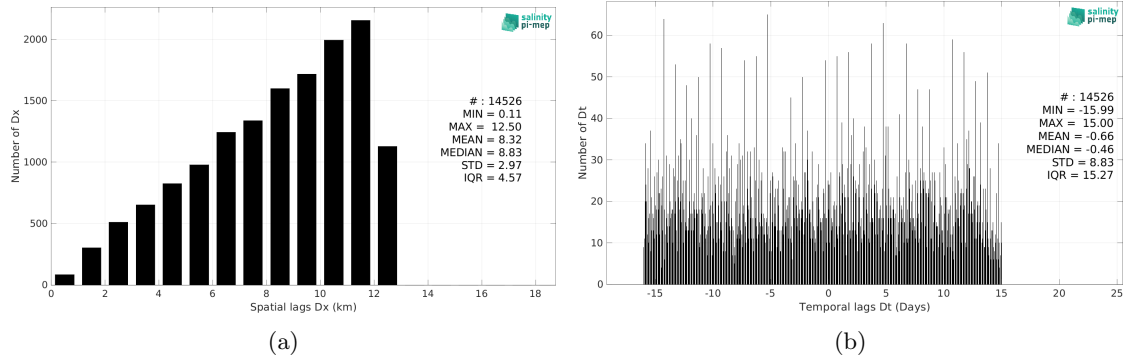 salinity
pi-mep
2000
1500
1000
500
0
Number of Dx
# : 14526
MIN = 0.11
MAX = 12.50
MEAN = 8.32
MEDIAN = 8.83
STD = 2.97
IQR = 4.57
0 2 4 6 8 10 12 14 16 18
Spatial lags Dx (km)
(a)
salinity
pi-mep
60
50
40
30
20
10
0
Number of Dt
# : 14526
MIN = -15.99
MAX = 15.00
MEAN = -0.66
MEDIAN = -0.46
STD = 8.83
IQR = 15.27
-15 -10 -5 0 5 10 15 20 25
Temporal lags Dt (Days)
(b)